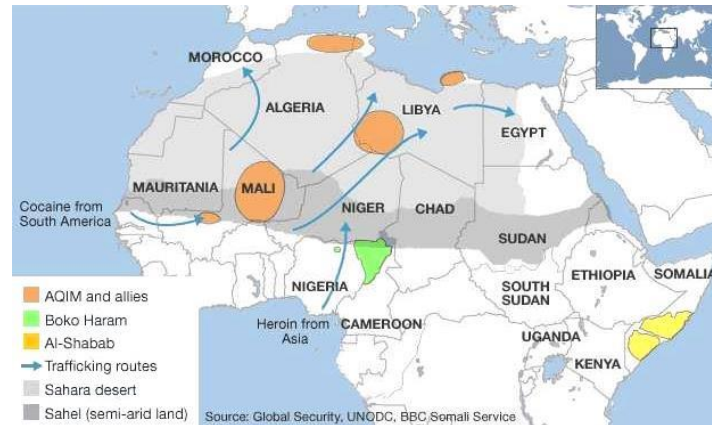 MOROCCO
ALGERIA
LIBYA
EGYPT
MAURITANIA
MALI
Cocaine from
South America
NIGER
CHAD
SUDAN
NIGERIA
ETHIOPIA
SOMALIA
SOUTH
SUDAN
Heroin from
Asia
CAMEROON
UGANDA
KENYA
AQIM and allies
Boko Haram
Al-Shabab
Trafficking routes
Sahara desert
Sahel (semi-arid land)
Source: Global Security, UNODC, BBC Somali Service